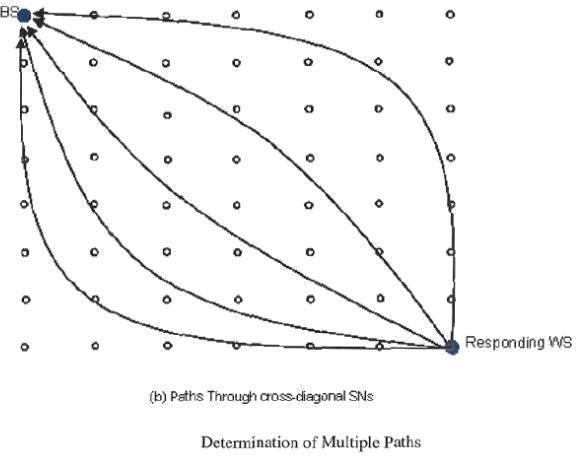 BS
Responding WS
(b) Paths Through cross-diagonal SNs
Determination of Multiple Paths